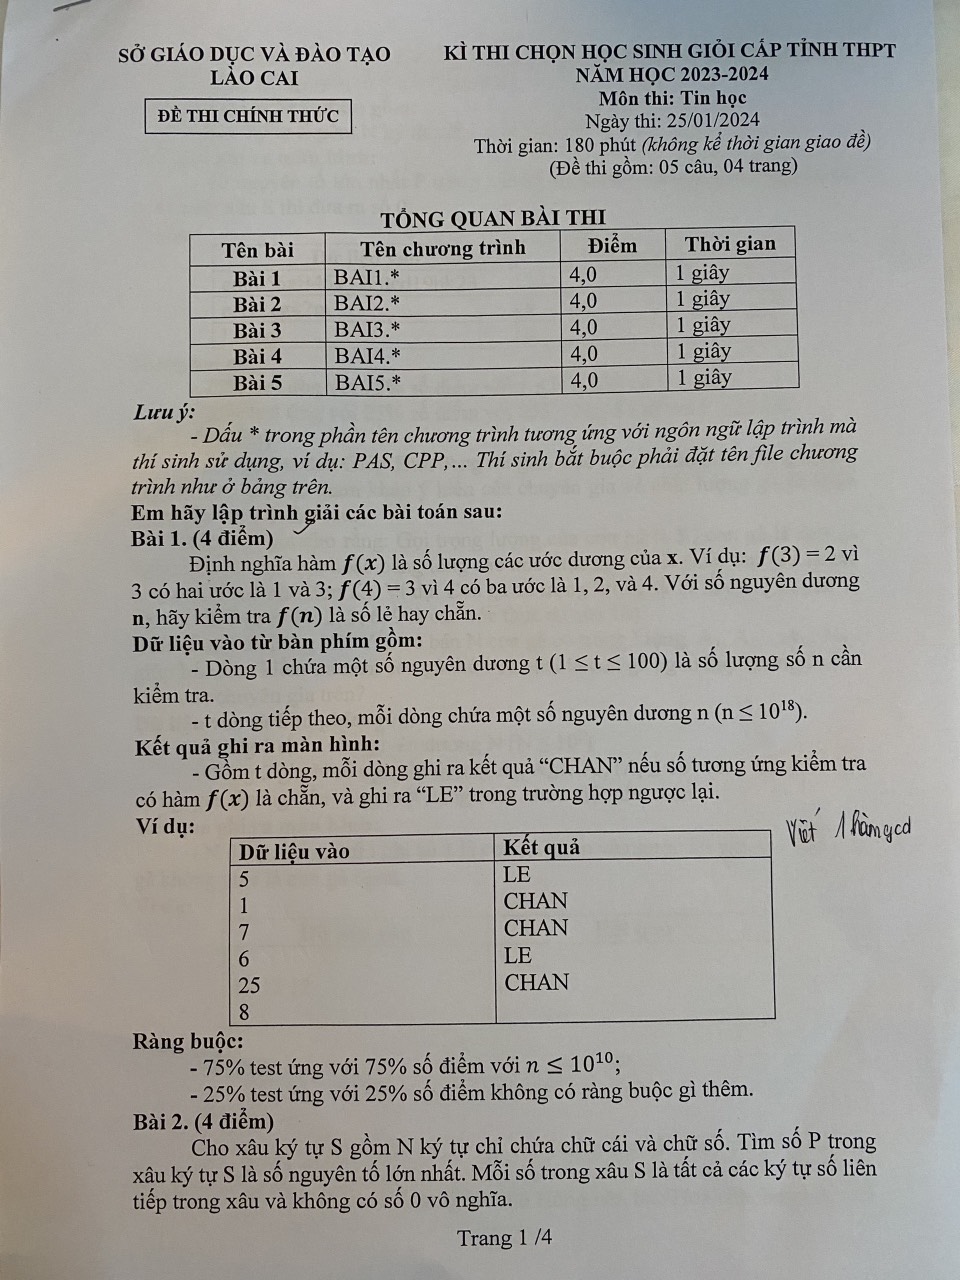 SỞ GIÁO DỤC VÀ ĐÀO TẠO
LÀO CAI
ĐỀ THI CHÍNH THỨC
KÌ THI CHỌN HỌC SINH GIỎI CẤP TỈNH THPT
NĂM HỌC 2023-2024
Môn thi: Tin học
Ngày thi: 25/01/2024
Thời gian: 180 phút (không kể thời gian giao đề)
(Đề thi gồm: 05 câu, 04 trang)
TỔNG QUAN BÀI THI
Tên bài Tên chương trình Điểm Thời gian
Bài 1 BAI1.* 4,0 1 giây
Bài 2 BAI2.* 4,0 1 giây
Bài 3 BAI3.* 4,0 1 giây
Bài 4 BAI4.* 4,0 1 giây
Bài 5 BAI5.* 4,0 1 giây
Lưu ý:
- Dấu * trong phần tên chương trình tương ứng với ngôn ngữ lập trình mà
thí sinh sử dụng, ví dụ: PAS, CPP,... Thí sinh bắt buộc phải đặt tên file chương
trình như ở bảng trên.
Em hãy lập trình giải các bài toán sau:
Bài 1. (4 điểm)
Định nghĩa hàm f(x) là số lượng các ước dương của x. Ví dụ: f(3) = 2 vì
3 có hai ước là 1 và 3; f(4) = 3 vì 4 có ba ước là 1, 2, và 4. Với số nguyên dương
n, hãy kiểm tra f(n) là số lẻ hay chẵn.
Dữ liệu vào từ bàn phím gồm:
- Dòng 1 chứa một số nguyên dương t (1 ≤ t ≤ 100) là số lượng số n cần
kiểm tra.
- t dòng tiếp theo, mỗi dòng chứa một số nguyên dương n (n ≤ 10¹⁸).
Kết quả ghi ra màn hình:
- Gồm t dòng, mỗi dòng ghi ra kết quả “CHAN” nếu số tương ứng kiểm tra
có hàm f(x) là chẵn, và ghi ra “LE” trong trường hợp ngược lại.
Ví dụ:
Viết 1 hàm gcd
Dữ liệu vào Kết quả
5 LE
1 CHAN
7 CHAN
6 LE
25 CHAN
8
Ràng buộc:
- 75% test ứng với 75% số điểm với n ≤ 10¹⁰;
- 25% test ứng với 25% số điểm không có ràng buộc gì thêm.
Bài 2. (4 điểm)
Cho xâu ký tự S gồm N ký tự chỉ chứa chữ cái và chữ số. Tìm số P trong
xâu ký tự S là số nguyên tố lớn nhất. Mỗi số trong xâu S là tất cả các ký tự số liên
tiếp trong xâu và không có số 0 vô nghĩa.
Trang 1 /4